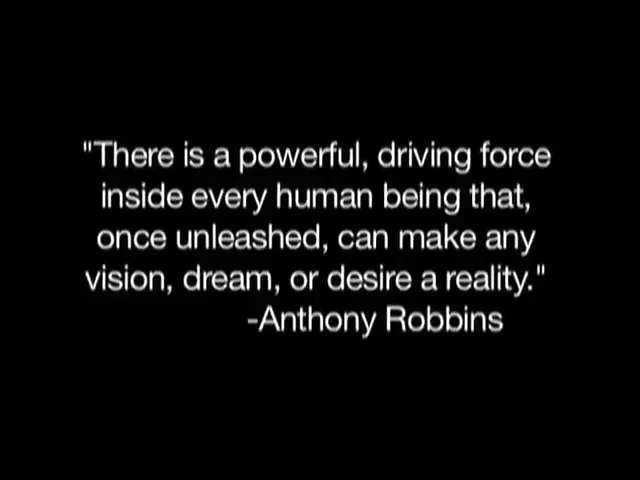 "There is a powerful, driving force
inside every human being that,
once unleashed, can make any
vision, dream, or desire a reality."
-Anthony Robbins